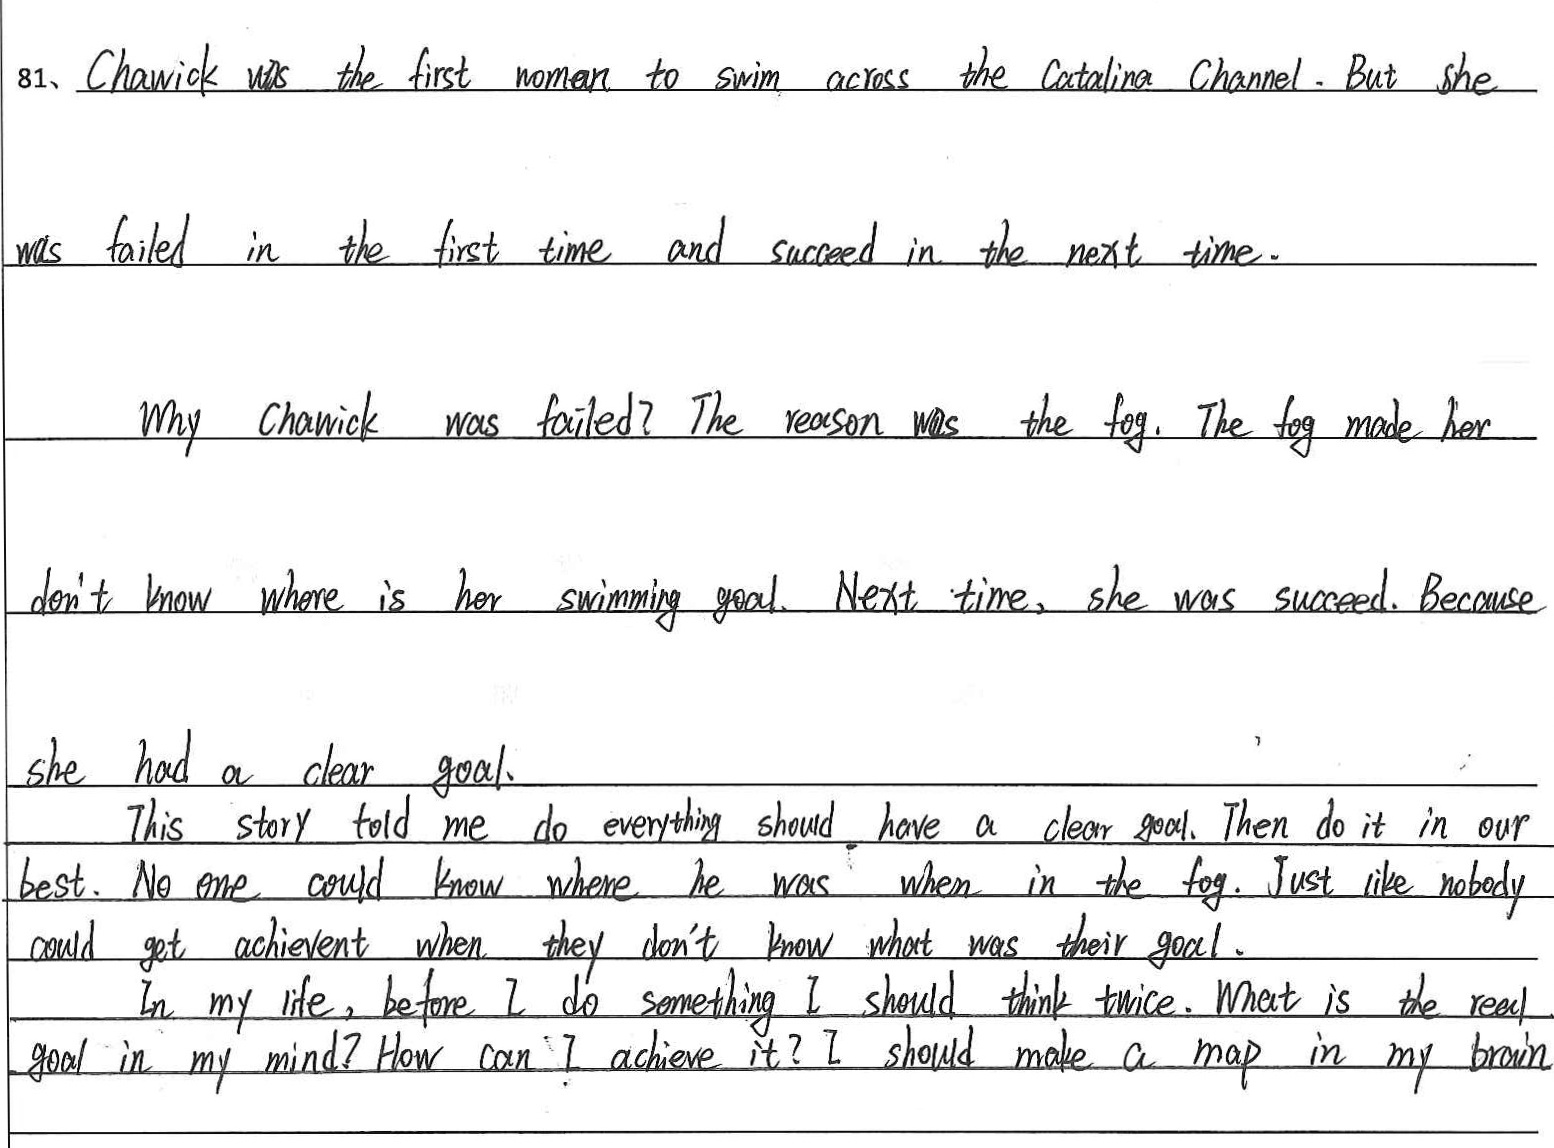 81、Chawick was the first woman to swim across the Catalina Channel. But she
was failed in the first time and succeed in the next time.
Why Chawick was failed? The reason was the fog. The fog made her
don't know where is her swimming goal. Next time, she was succeed. Because
she had a clear goal.
This story told me do everything should have a clear goal. Then do it in our
best. No one could know where he was when in the fog. Just like nobody
could get achievent when they don't know what was their goal.
In my life, before I do something I should think twice. What is the real
goal in my mind? How can I achieve it? I should make a map in my brain